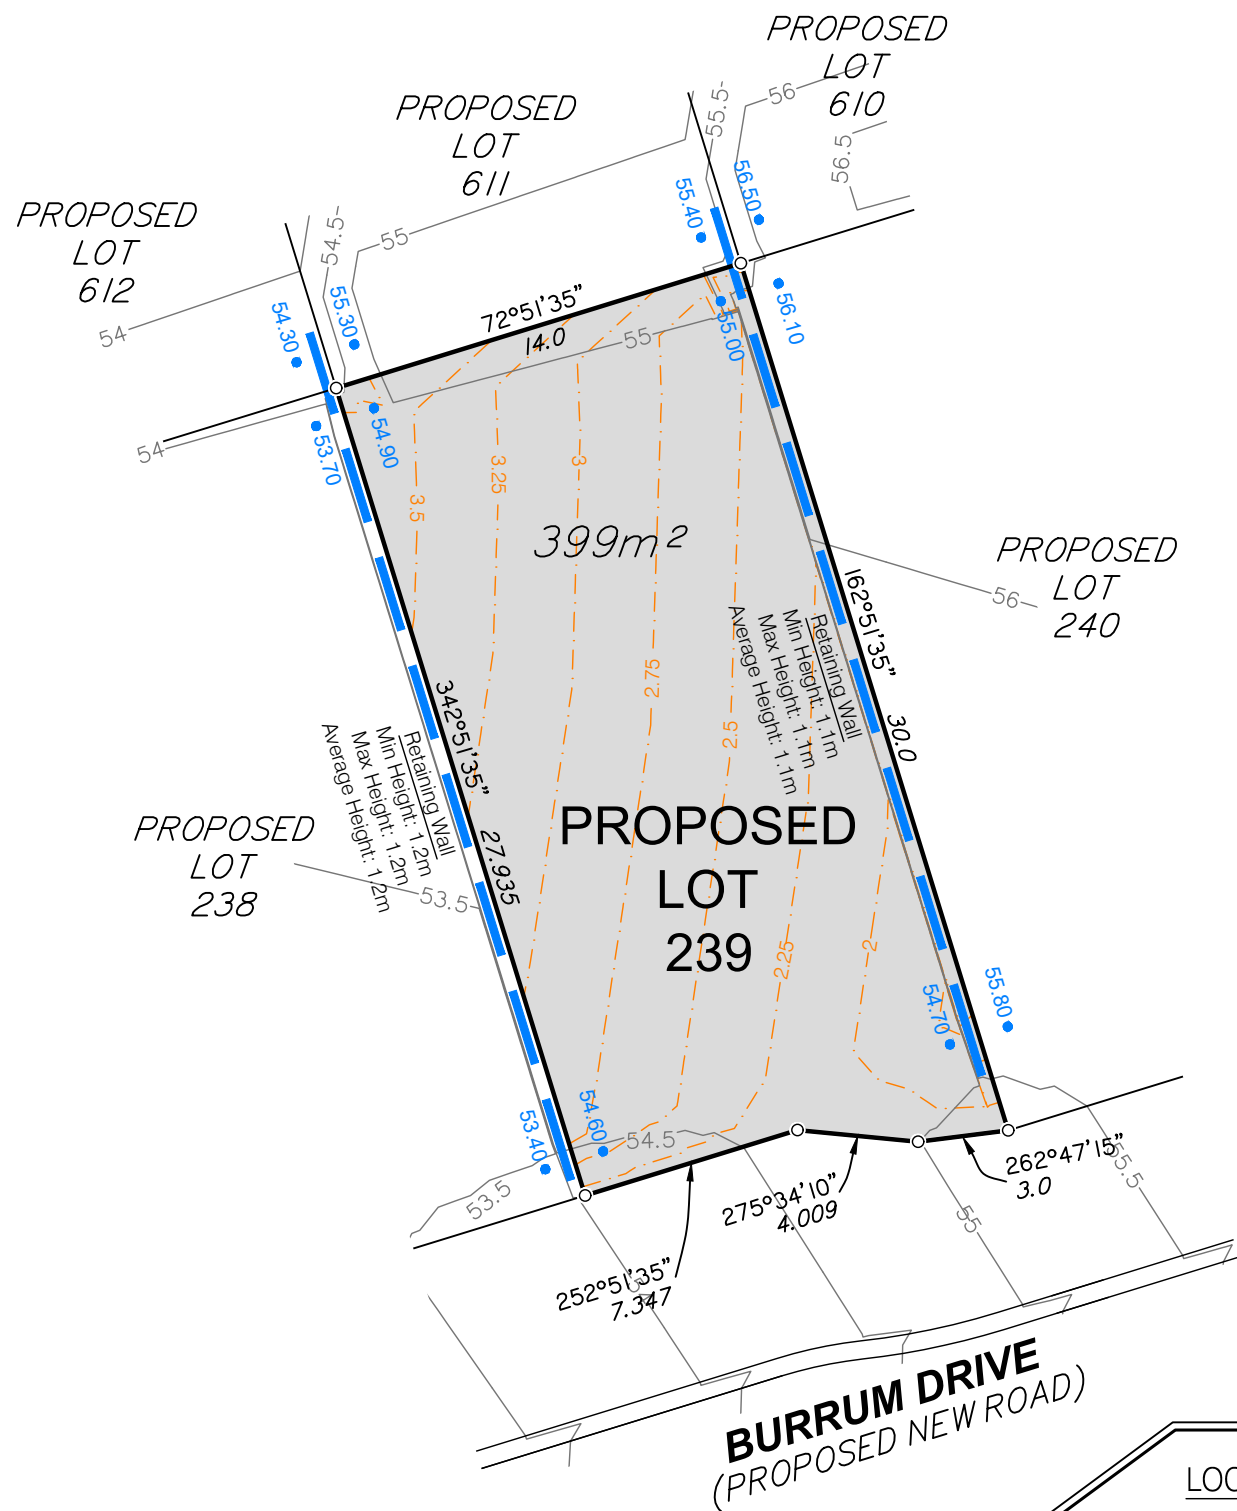 PROPOSED
LOT
610
PROPOSED
LOT
611
PROPOSED
LOT
612
56
55.5
56.5
55
54.5
54
54
55.40
56.50
56.10
55.00
54.30
55.30
53.70
54.90
72°51'35"
14.0
55
3.5
3.25
3
2.75
2.5
2.25
2
399m²
PROPOSED
LOT
240
56
162°51'35"
30.0
Retaining Wall
Min Height: 1.1m
Max Height: 1.1m
Average Height: 1.1m
342°51'35"
27.935
Retaining Wall
Min Height: 1.2m
Max Height: 1.2m
Average Height: 1.2m
PROPOSED
LOT
238
53.5
PROPOSED
LOT
239
54.70
55.80
53.40
54.60
54.5
53.5
262°47'15"
3.0
55.5
275°34'10"
4.009
55
252°51'35"
7.347
BURRUM DRIVE
(PROPOSED NEW ROAD)